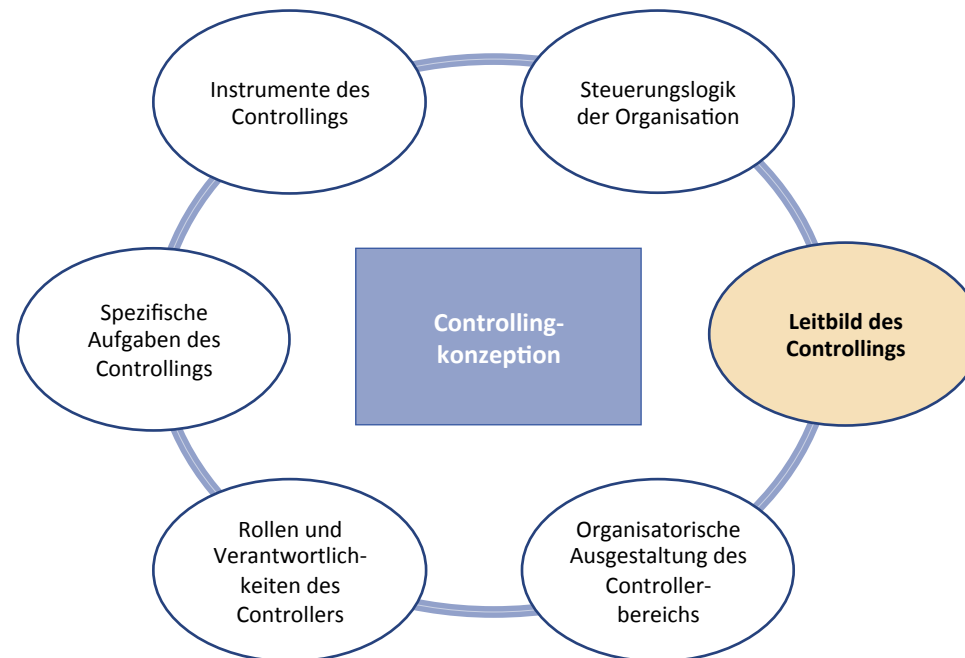 Instrumente des
Controllings
Steuerungslogik
der Organisation
Spezifische
Aufgaben des
Controllings
Controlling-
konzeption
Leitbild des
Controllings
Rollen und
Verantwortlich-
keiten des
Controllers
Organisatorische
Ausgestaltung des
Controller-
bereichs